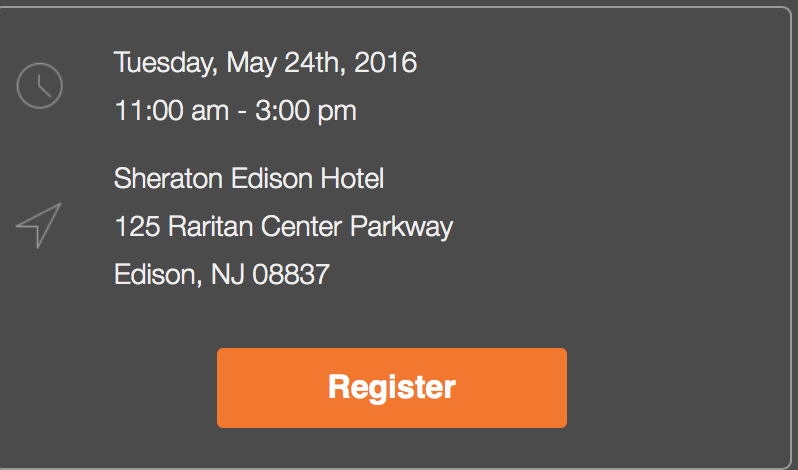 Tuesday, May 24th, 2016
11:00 am - 3:00 pm
Sheraton Edison Hotel
125 Raritan Center Parkway
Edison, NJ 08837
Register